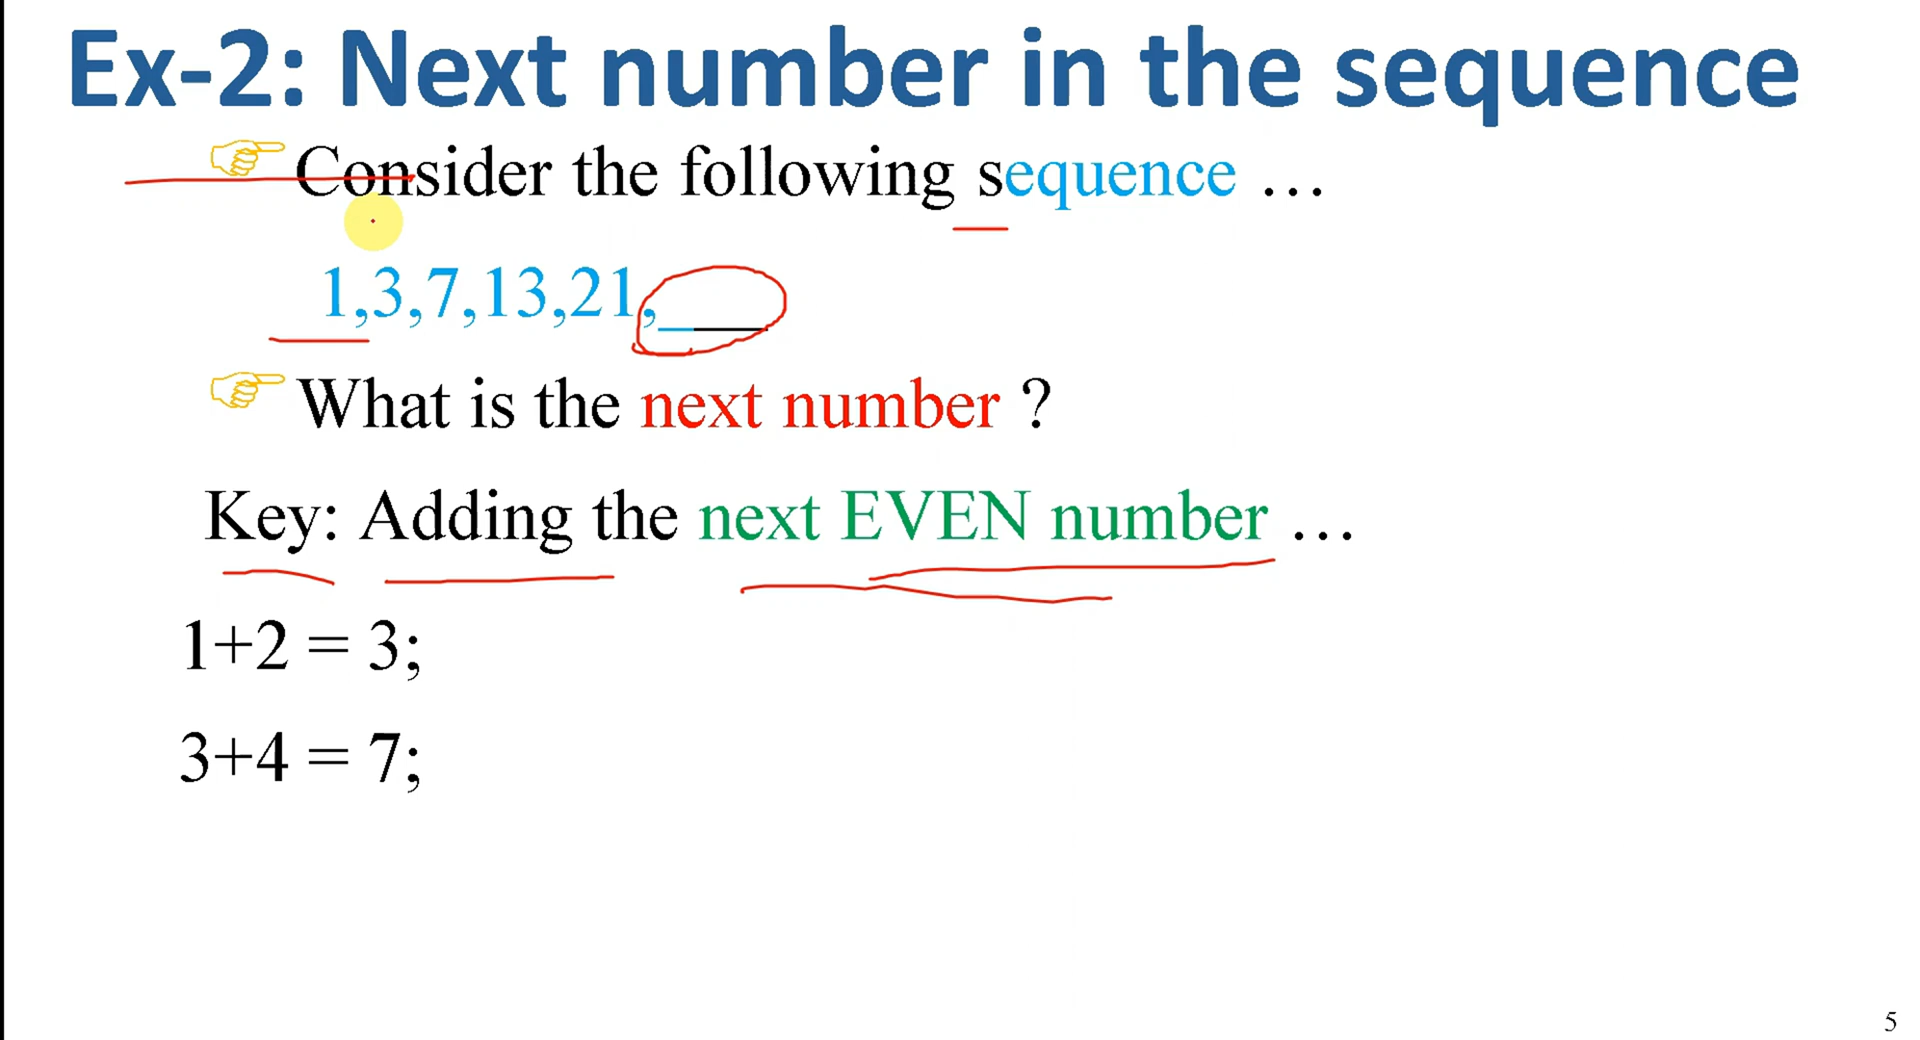 Ex-2: Next number in the sequence
Consider the following sequence ...
1,3,7,13,21,____
What is the next number ?
Key: Adding the next EVEN number ...
1+2 = 3;
3+4 = 7;
5